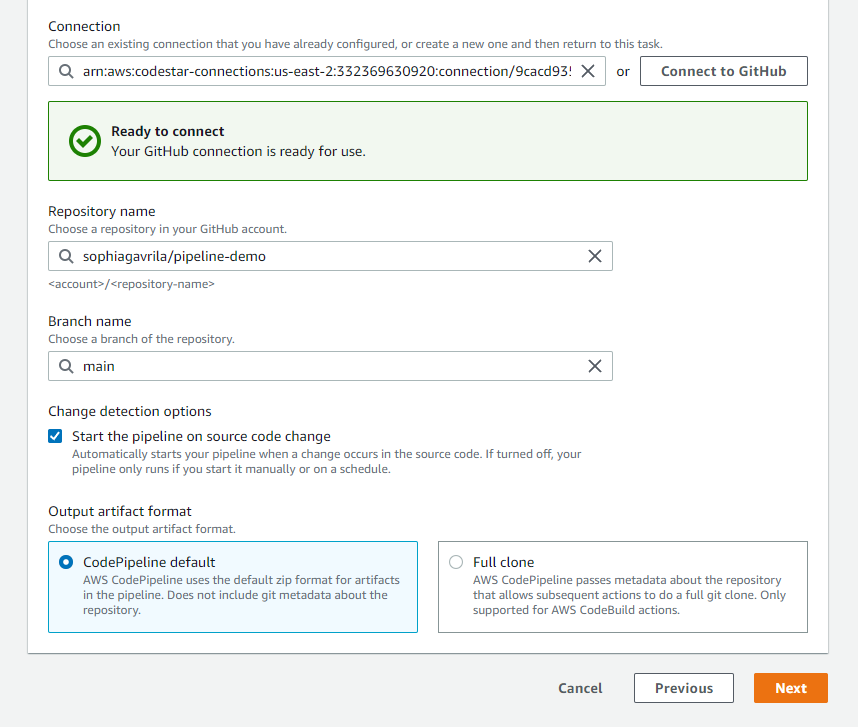 Connection
Choose an existing connection that you have already configured, or create a new one and then return to this task.
arn:aws:codestar-connections:us-east-2:332369630920:connection/9cacd935 or Connect to GitHub
Ready to connect
Your GitHub connection is ready for use.
Repository name
Choose a repository in your GitHub account.
sophiagavrila/pipeline-demo
<account>/<repository-name>
Branch name
Choose a branch of the repository.
main
Change detection options
Start the pipeline on source code change
Automatically starts your pipeline when a change occurs in the source code. If turned off, your
pipeline only runs if you start it manually or on a schedule.
Output artifact format
Choose the output artifact format.
CodePipeline default
AWS CodePipeline uses the default zip format for artifacts
in the pipeline. Does not include git metadata about the
repository.
Full clone
AWS CodePipeline passes metadata about the repository
that allows subsequent actions to do a full git clone. Only
supported for AWS CodeBuild actions.
Cancel Previous Next